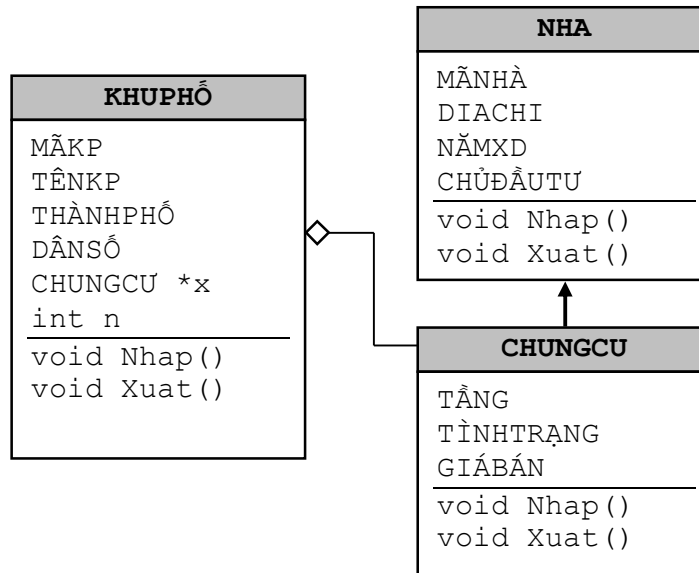 KHUPHỐ
MÃKP
TÊNKP
THÀNHPHỐ
DÂNSỐ
CHUNGCƯ *x
int n
void Nhap()
void Xuat()
NHA
MÃNHÀ
DIACHI
NĂMXD
CHỦĐẦUTƯ
void Nhap()
void Xuat()
CHUNGCU
TẦNG
TÌNHTRẠNG
GIÁBÁN
void Nhap()
void Xuat()